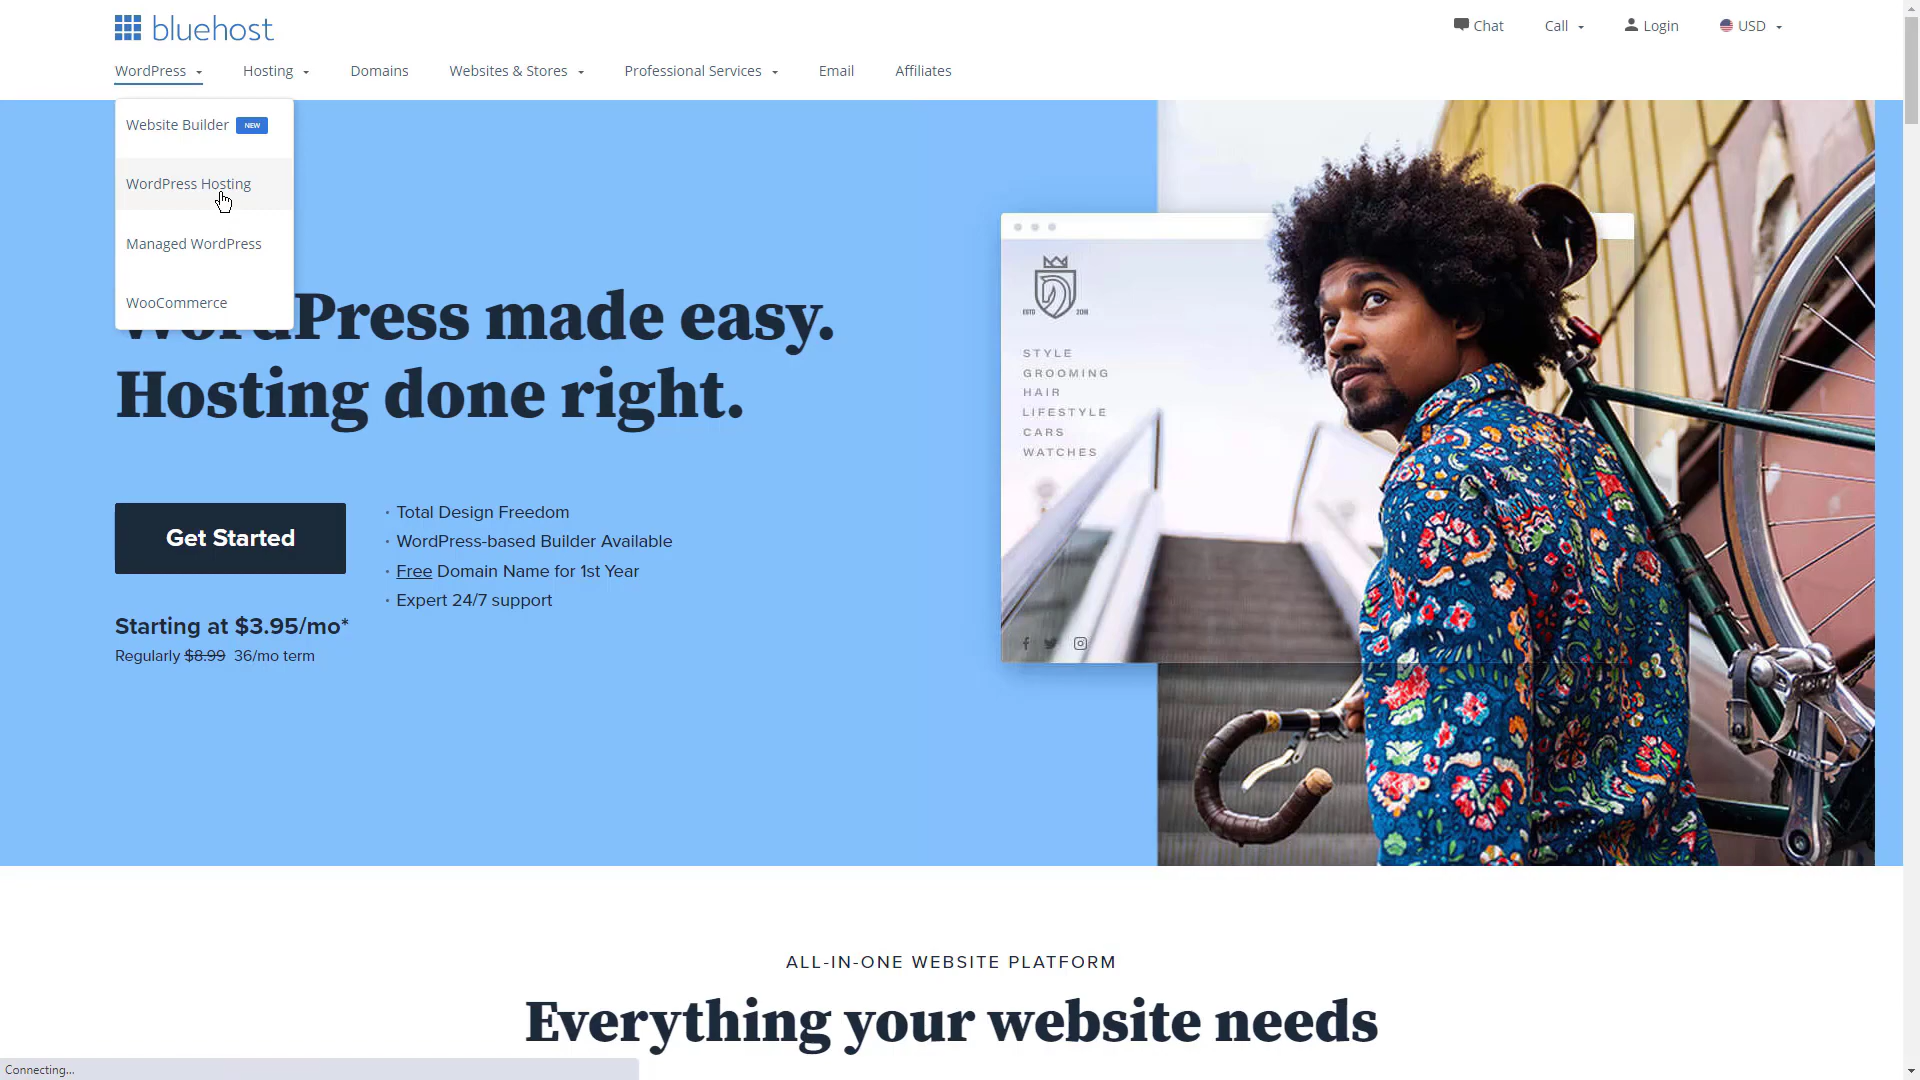 bluehost
Chat
Call
Login
USD
WordPress
Hosting
Domains
Websites & Stores
Professional Services
Email
Affiliates
Website Builder NEW
WordPress Hosting
Managed WordPress
WooCommerce
WordPress made easy.
Hosting done right.
Get Started
· Total Design Freedom
· WordPress-based Builder Available
· Free Domain Name for 1st Year
· Expert 24/7 support
Starting at $3.95/mo*
Regularly $8.99 36/mo term
ESTD 2018
STYLE
GROOMING
HAIR
LIFESTYLE
CARS
WATCHES
ALL-IN-ONE WEBSITE PLATFORM
Everything your website needs
Connecting...